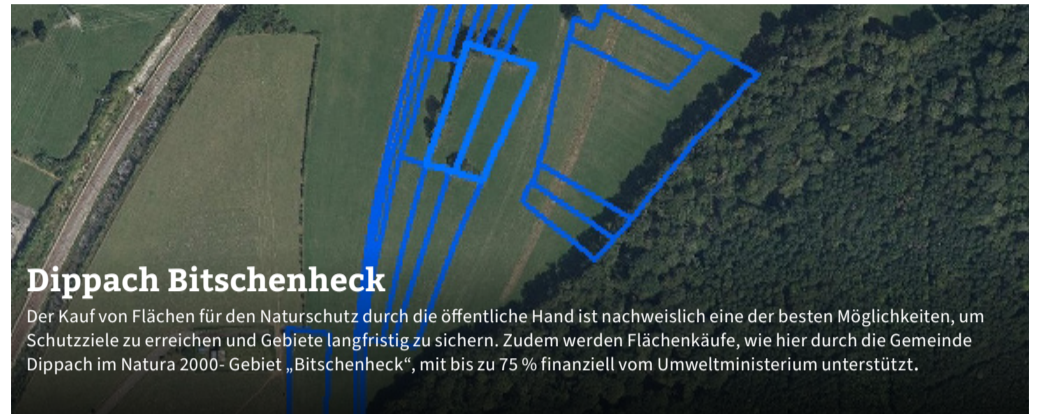 Dippach Bitschenheck
Der Kauf von Flächen für den Naturschutz durch die öffentliche Hand ist nachweislich eine der besten Möglichkeiten, um
Schutzziele zu erreichen und Gebiete langfristig zu sichern. Zudem werden Flächenkäufe, wie hier durch die Gemeinde
Dippach im Natura 2000- Gebiet „Bitschenheck“, mit bis zu 75 % finanziell vom Umweltministerium unterstützt.